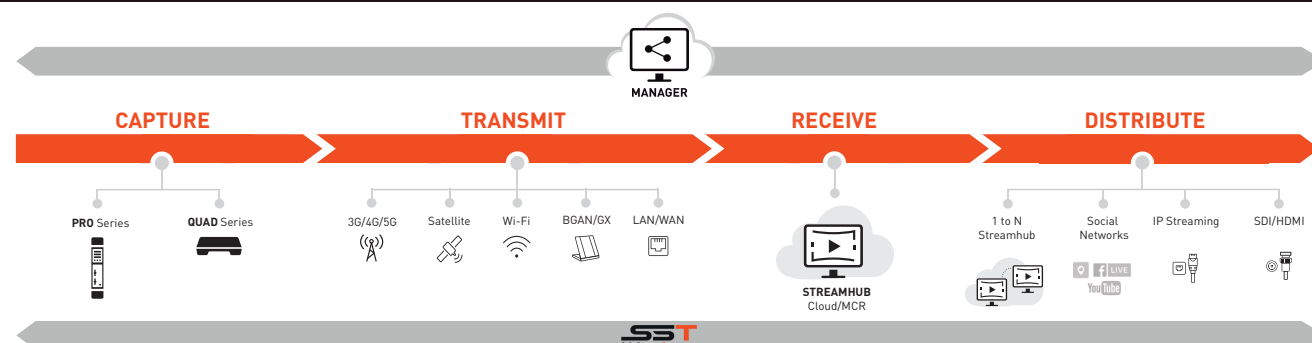 MANAGER
CAPTURE
TRANSMIT
RECEIVE
DISTRIBUTE
PRO Series
QUAD Series
3G/4G/5G
Satellite
Wi-Fi
BGAN/GX
LAN/WAN
STREAMHUB
Cloud/MCR
1 to N
Streamhub
Social
Networks
f LIVE
YouTube
IP Streaming
SDI/HDMI
SST